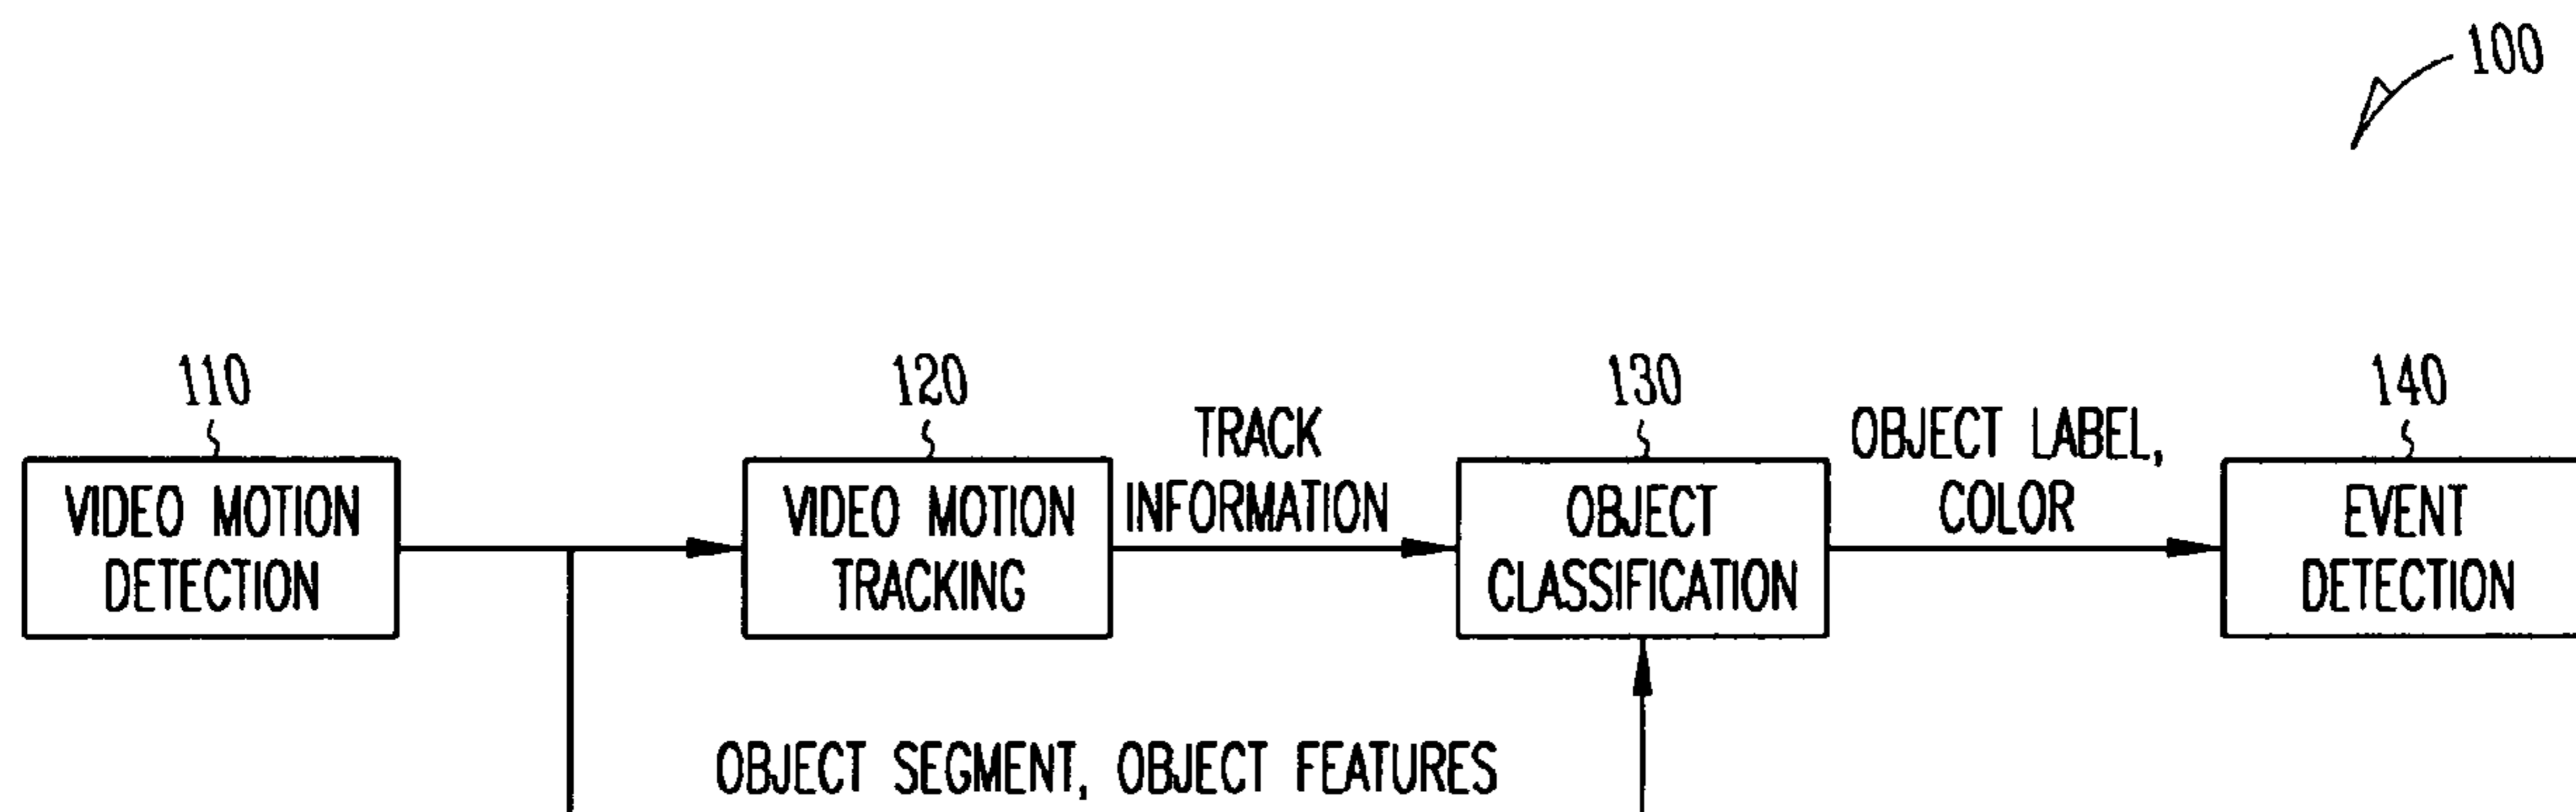 100
110
120
130
140
VIDEO MOTION
DETECTION
VIDEO MOTION
TRACKING
TRACK
INFORMATION
OBJECT
CLASSIFICATION
OBJECT LABEL,
COLOR
EVENT
DETECTION
OBJECT SEGMENT, OBJECT FEATURES